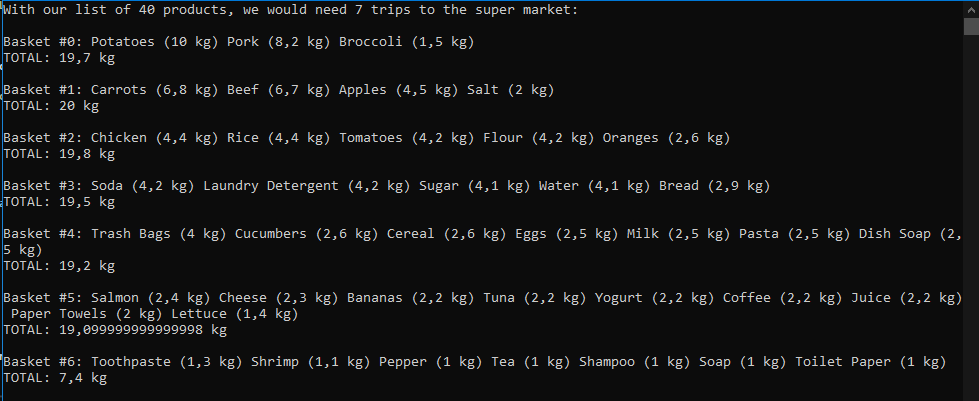 With our list of 40 products, we would need 7 trips to the super market:
Basket #0: Potatoes (10 kg) Pork (8,2 kg) Broccoli (1,5 kg)
TOTAL: 19,7 kg
Basket #1: Carrots (6,8 kg) Beef (6,7 kg) Apples (4,5 kg) Salt (2 kg)
TOTAL: 20 kg
Basket #2: Chicken (4,4 kg) Rice (4,4 kg) Tomatoes (4,2 kg) Flour (4,2 kg) Oranges (2,6 kg)
TOTAL: 19,8 kg
Basket #3: Soda (4,2 kg) Laundry Detergent (4,2 kg) Sugar (4,1 kg) Water (4,1 kg) Bread (2,9 kg)
TOTAL: 19,5 kg
Basket #4: Trash Bags (4 kg) Cucumbers (2,6 kg) Cereal (2,6 kg) Eggs (2,5 kg) Milk (2,5 kg) Pasta (2,5 kg) Dish Soap (2,
5 kg)
TOTAL: 19,2 kg
Basket #5: Salmon (2,4 kg) Cheese (2,3 kg) Bananas (2,2 kg) Tuna (2,2 kg) Yogurt (2,2 kg) Coffee (2,2 kg) Juice (2,2 kg)
Paper Towels (2 kg) Lettuce (1,4 kg)
TOTAL: 19,099999999999998 kg
Basket #6: Toothpaste (1,3 kg) Shrimp (1,1 kg) Pepper (1 kg) Tea (1 kg) Shampoo (1 kg) Soap (1 kg) Toilet Paper (1 kg)
TOTAL: 7,4 kg